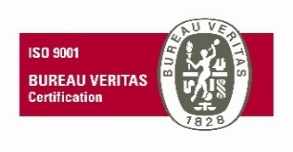 ISO 9001
BUREAU VERITAS
Certification
BUREAU VERITAS
1828